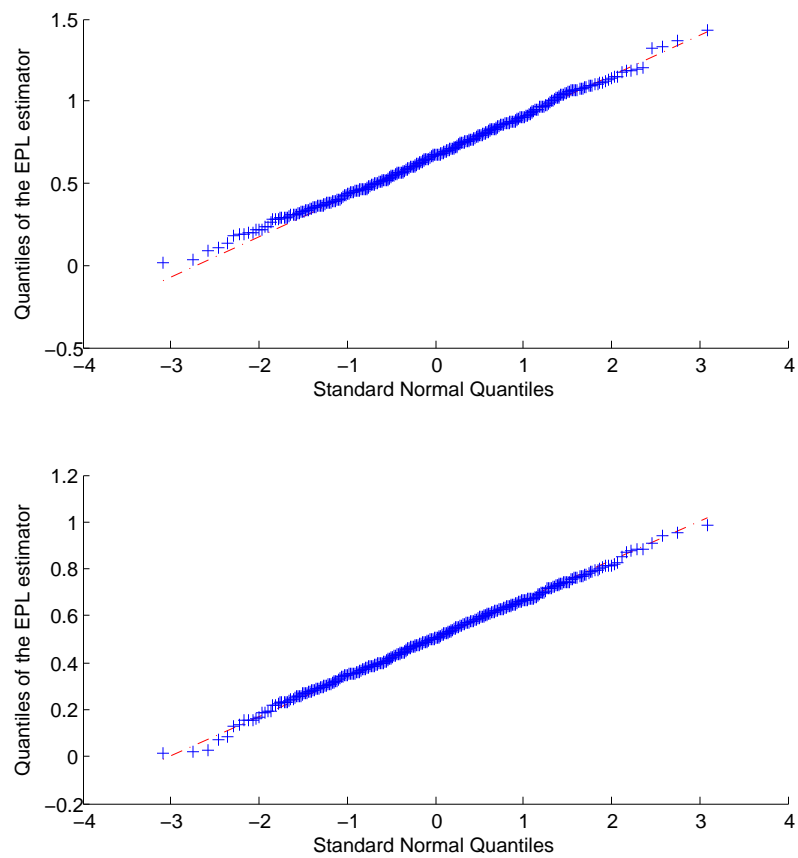 1.5
1
0.5
0
−0.5
Quantiles of the EPL estimator
−4 −3 −2 −1 0 1 2 3 4
Standard Normal Quantiles
1.2
1
0.8
0.6
0.4
0.2
0
−0.2
Quantiles of the EPL estimator
−4 −3 −2 −1 0 1 2 3 4
Standard Normal Quantiles